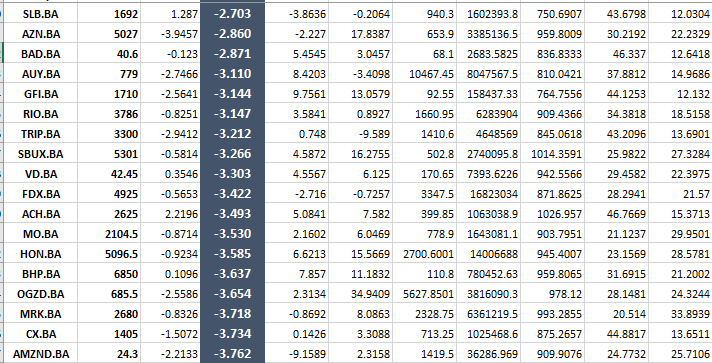 SLB.BA 1692 1.287 -2.703 -3.8636 -0.2064 940.3 1602393.8 750.6907 43.6798 12.0304
AZN.BA 5027 -3.9457 -2.860 -2.227 17.8387 653.9 3385136.5 959.8009 30.2192 22.2329
BAD.BA 40.6 -0.123 -2.871 5.4545 3.0457 68.1 2683.5825 836.8333 46.337 12.6418
AUY.BA 779 -2.7466 -3.110 8.4203 -3.4098 10467.45 8047567.5 810.0421 37.8812 14.9686
GFI.BA 1710 -2.5641 -3.144 9.7561 13.0579 92.55 158437.33 764.7556 44.1253 12.132
RIO.BA 3786 -0.8251 -3.147 3.5841 0.8927 1660.95 6283904 909.4366 34.3818 18.5158
TRIP.BA 3300 -2.9412 -3.212 0.748 -9.589 1410.6 4648569 845.0618 43.2096 13.6901
SBUX.BA 5301 -0.5814 -3.266 4.5872 16.2755 502.8 2740095.8 1014.3591 25.9822 27.3284
VD.BA 42.45 0.3546 -3.303 4.5567 6.125 170.65 7393.6226 942.5566 29.4582 22.3975
FDX.BA 4925 -0.5653 -3.422 -2.716 -0.7257 3347.5 16823034 871.8625 28.2941 21.57
ACH.BA 2625 2.2196 -3.493 5.0841 7.582 399.85 1063038.9 1026.957 46.7669 15.3713
MO.BA 2104.5 -0.8714 -3.530 2.1602 6.0469 778.9 1643081.1 903.7951 21.1237 29.9501
HON.BA 5096.5 -0.9234 -3.585 6.6213 15.5669 2700.6001 14006688 945.4007 23.1569 28.5781
BHP.BA 6850 0.1096 -3.637 7.857 11.1832 110.8 780452.63 959.8065 31.6915 21.2002
OGZD.BA 685.5 -2.5586 -3.654 2.3134 34.9409 5627.8501 3816090.3 978.12 28.1481 24.3244
MRK.BA 2680 -0.8326 -3.718 -0.8692 8.0863 2328.75 6361219.5 993.2855 20.514 33.8939
CX.BA 1405 -1.5072 -3.734 0.1426 3.3088 713.25 1025468.6 875.2657 44.8817 13.6511
AMZND.BA 24.3 -2.2133 -3.762 -9.1589 2.3158 1419.5 36286.969 909.9076 24.7732 25.7106